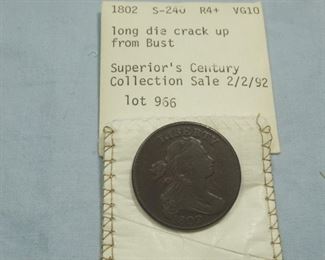 1802 S-240 R4+ VG10
long die crack up
from Bust
Superior's Century
Collection Sale 2/2/92
lot 966
LIBERTY
1802